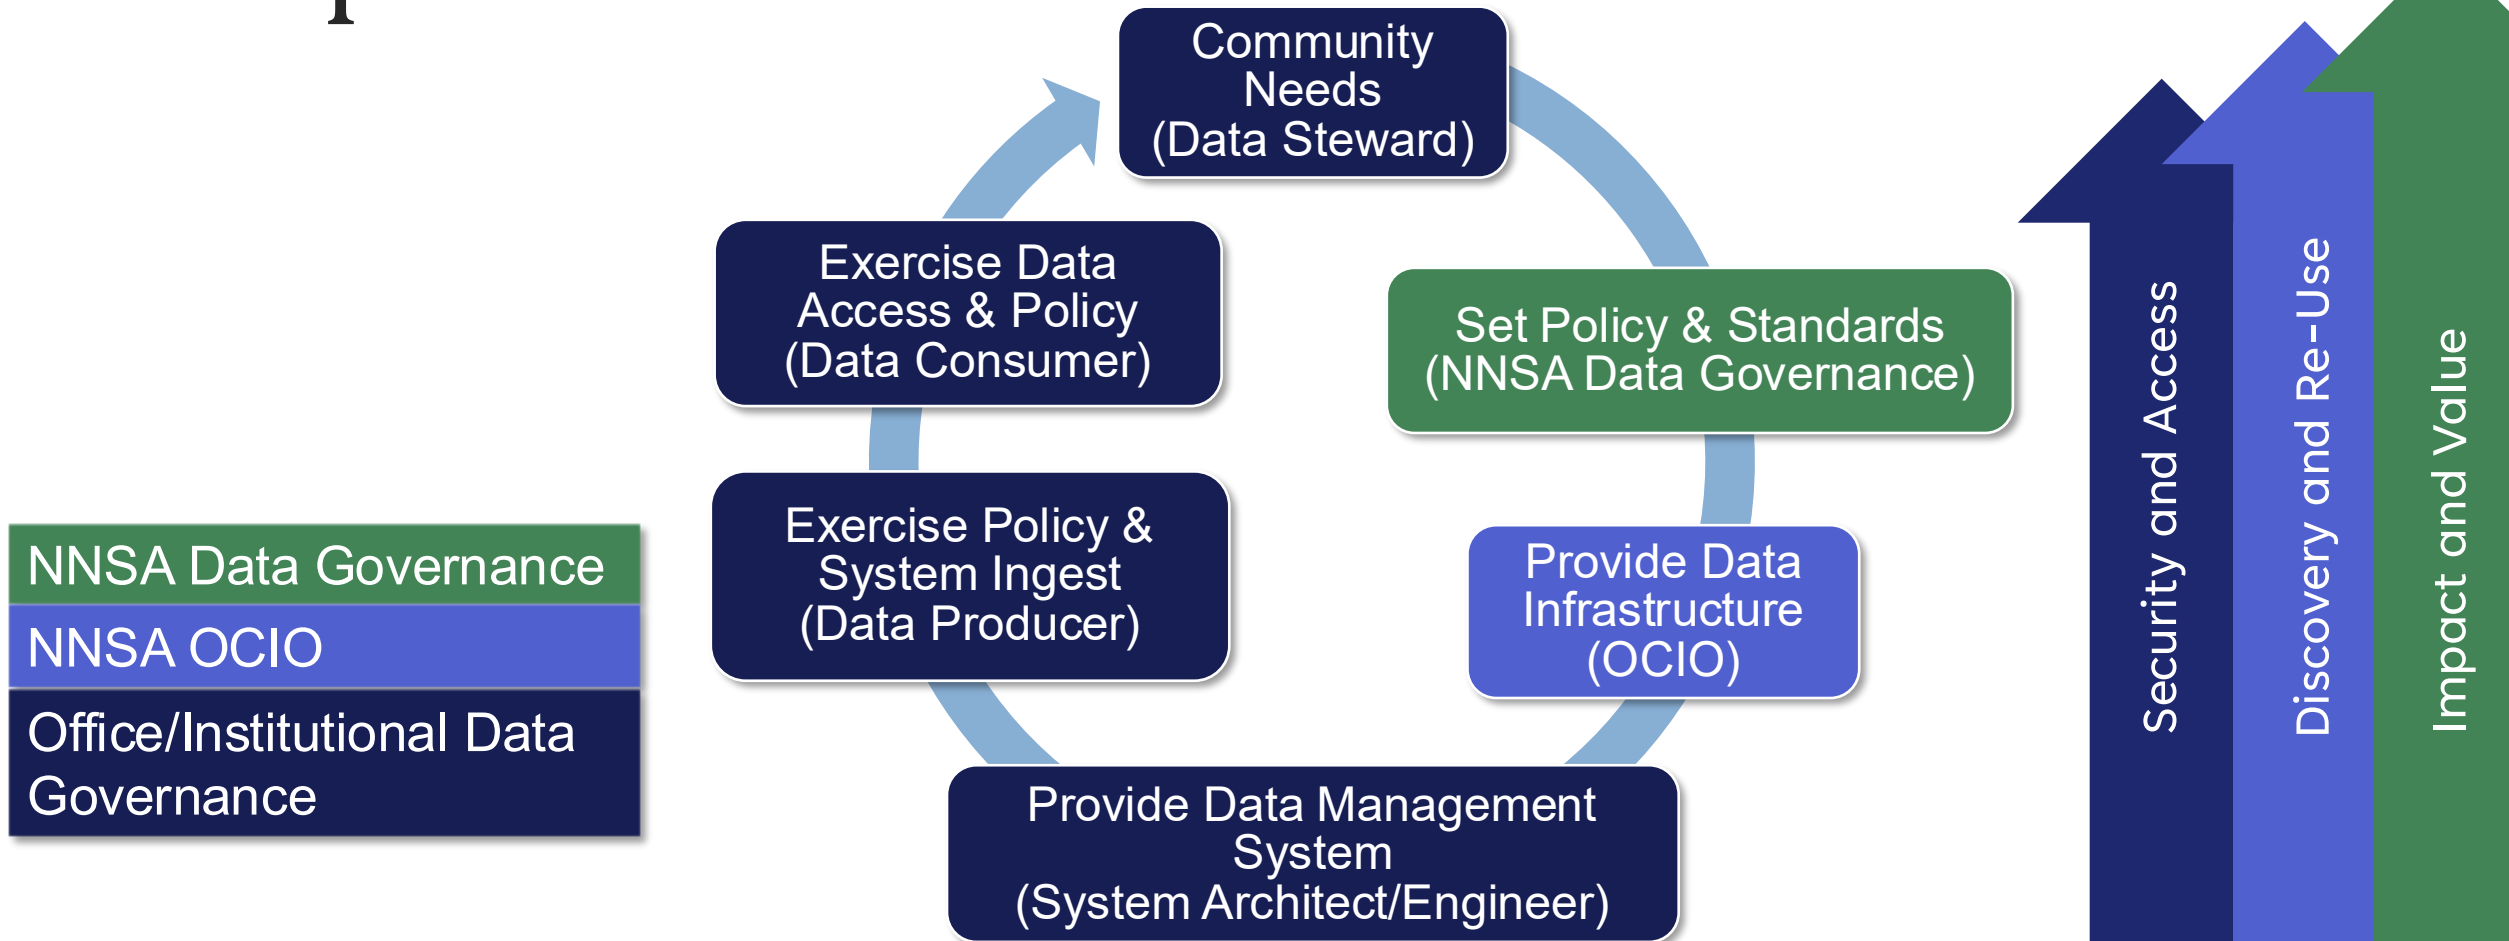 Community
Needs
(Data Steward)
Exercise Data
Access & Policy
(Data Consumer)
Set Policy & Standards
(NNSA Data Governance)
Exercise Policy &
System Ingest
(Data Producer)
Provide Data
Infrastructure
(OCIO)
Provide Data Management
System
(System Architect/Engineer)
NNSA Data Governance
NNSA OCIO
Office/Institutional Data
Governance
Security and Access
Discovery and Re-Use
Impact and Value